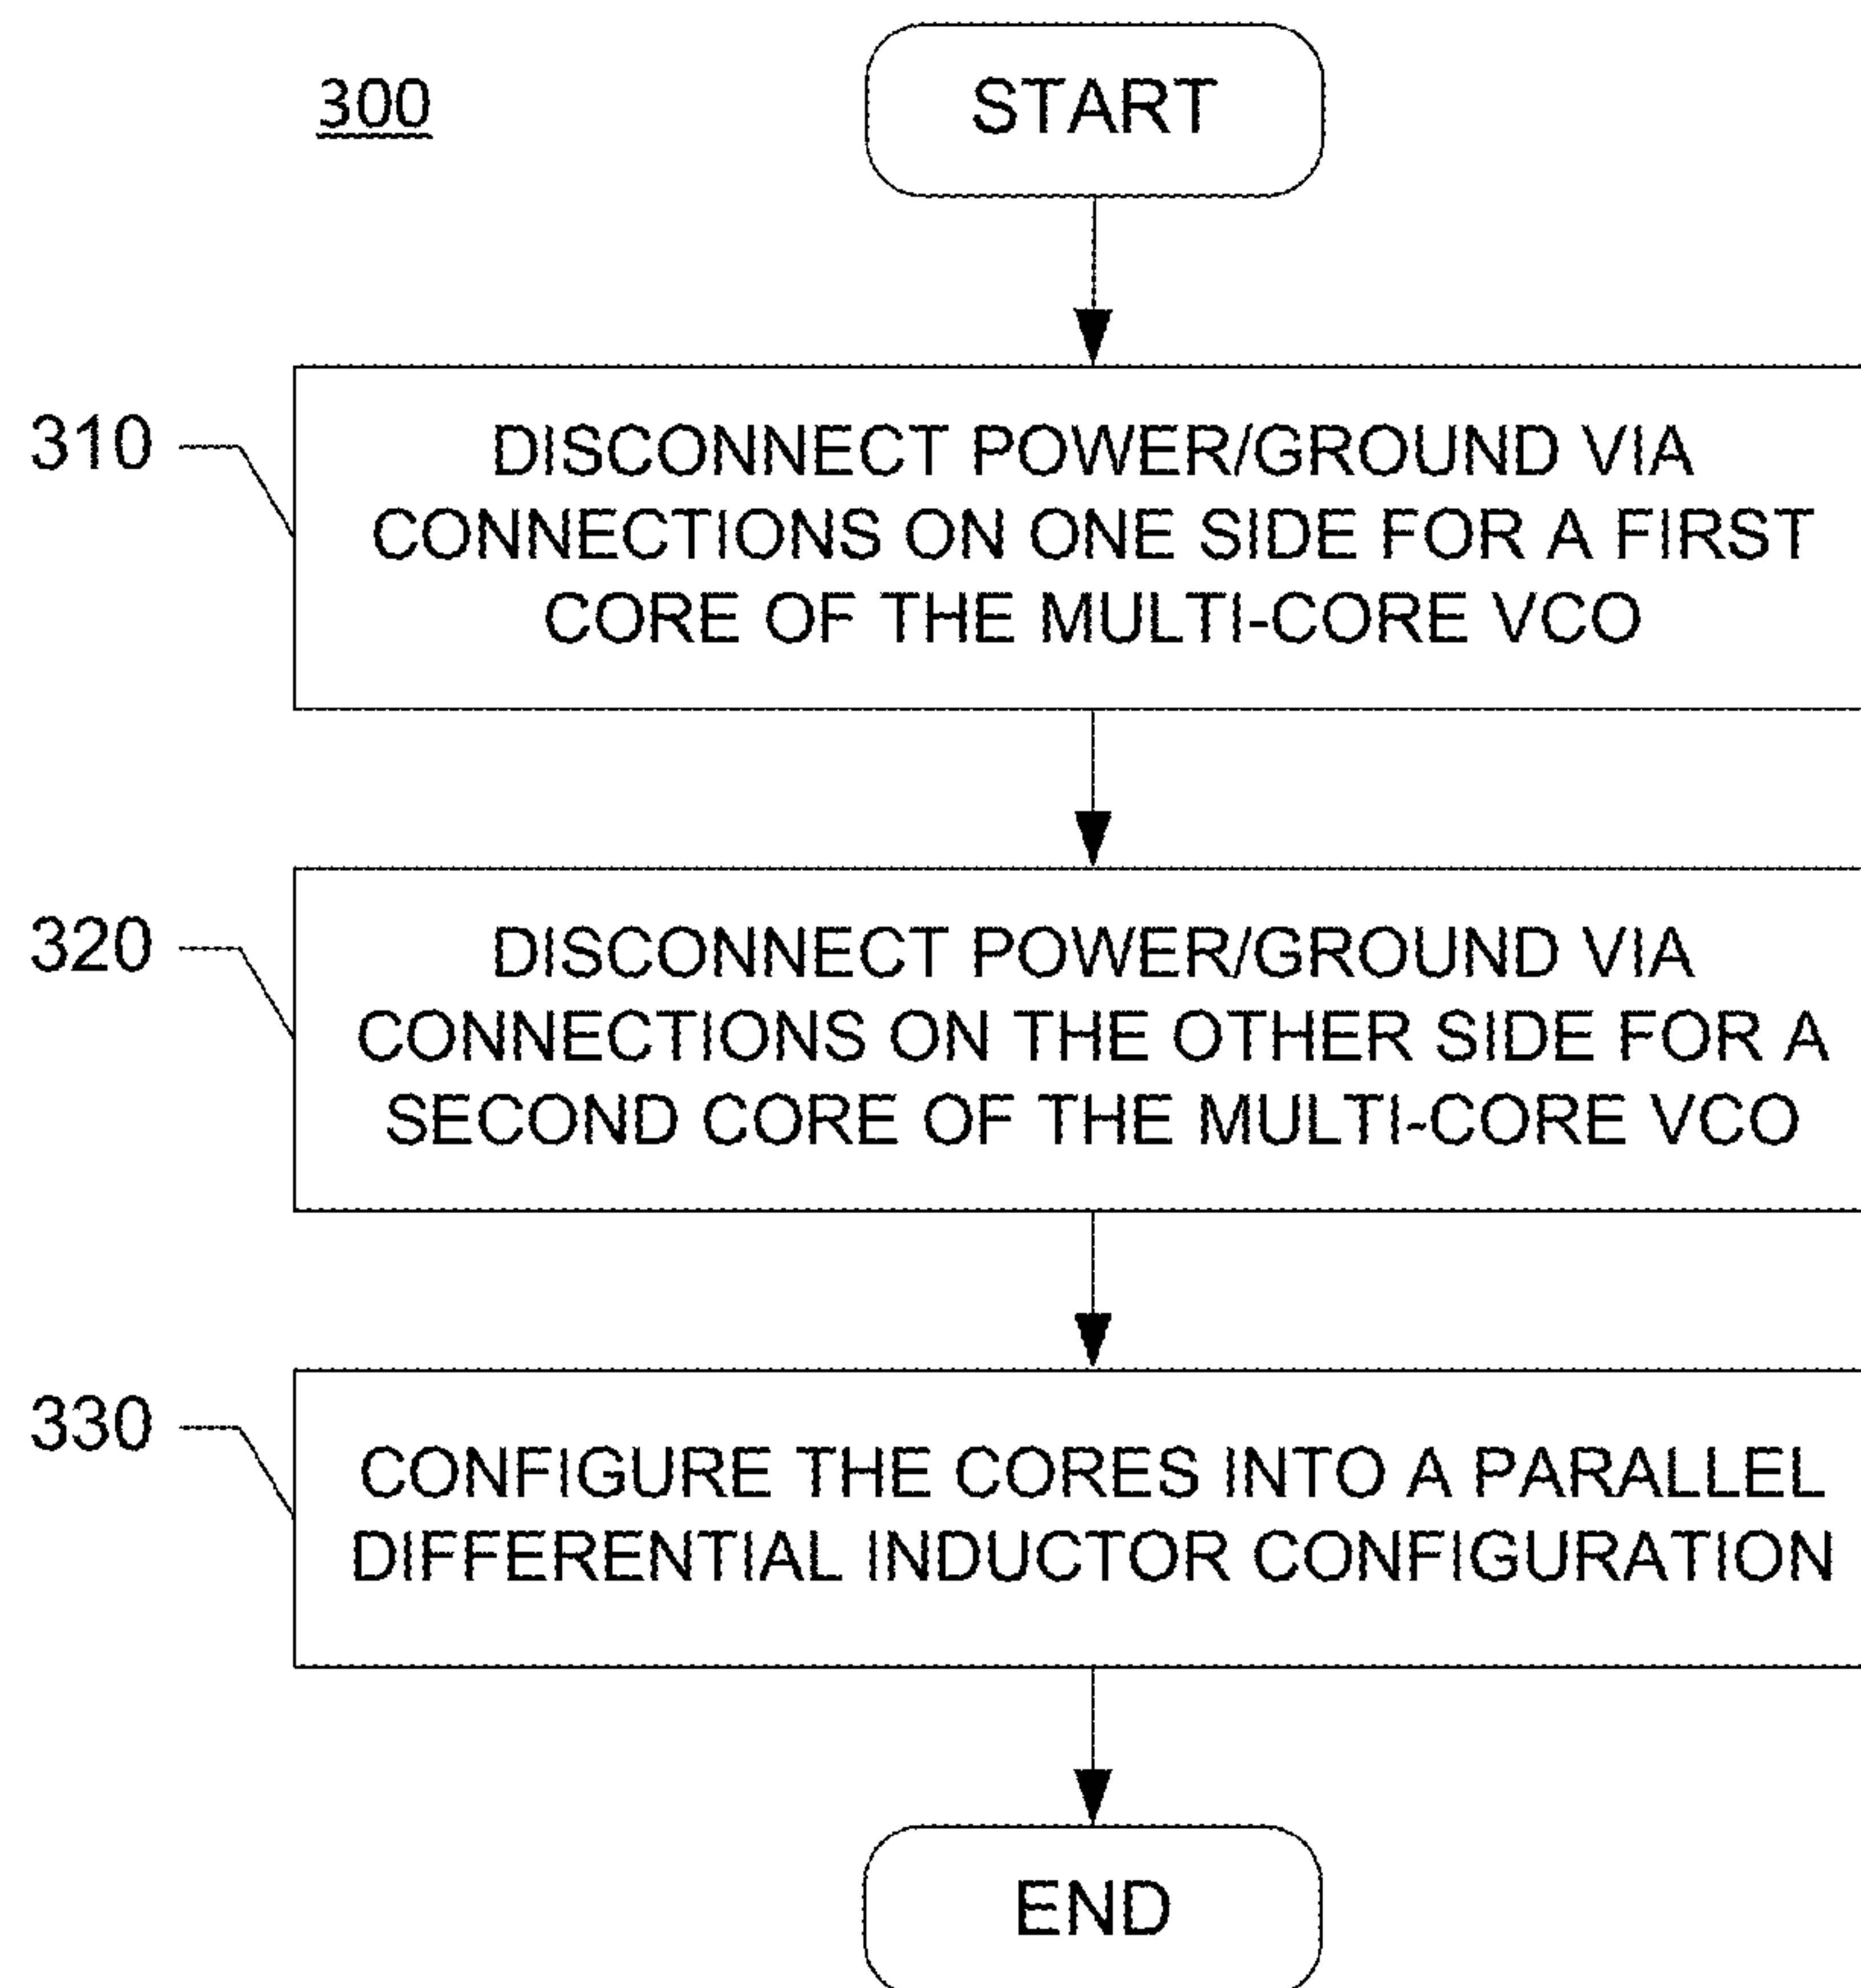 300
START
310
DISCONNECT POWER/GROUND VIA
CONNECTIONS ON ONE SIDE FOR A FIRST
CORE OF THE MULTI-CORE VCO
320
DISCONNECT POWER/GROUND VIA
CONNECTIONS ON THE OTHER SIDE FOR A
SECOND CORE OF THE MULTI-CORE VCO
330
CONFIGURE THE CORES INTO A PARALLEL
DIFFERENTIAL INDUCTOR CONFIGURATION
END